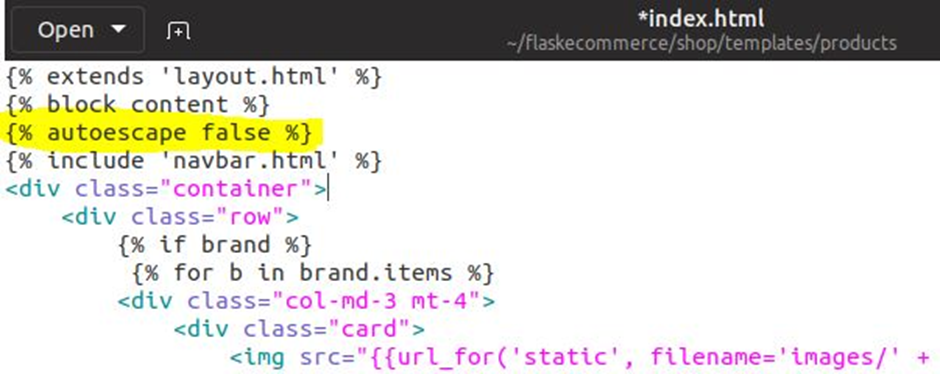 Open
*index.html
~/flaskecommerce/shop/templates/products
{% extends 'layout.html' %}
{% block content %}
{% autoescape false %}
{% include 'navbar.html' %}
<div class="container">
<div class="row">
{% if brand %}
{% for b in brand.items %}
<div class="col-md-3 mt-4">
<div class="card">
<img src="{{url_for('static', filename='images/' +